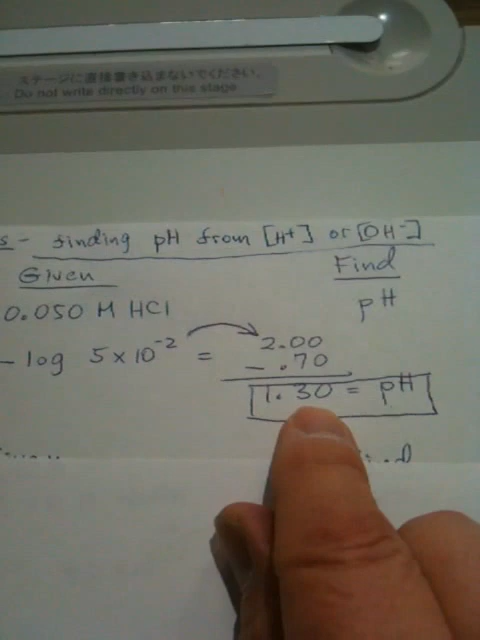 ステージに直接書き込まないでください。
Do not write directly on this stage.
s - finding pH from [H⁺] or [OH⁻]
Given Find
0.050 M HCl pH
- log 5 x 10⁻² = 2.00
- .70
1.30 = pH